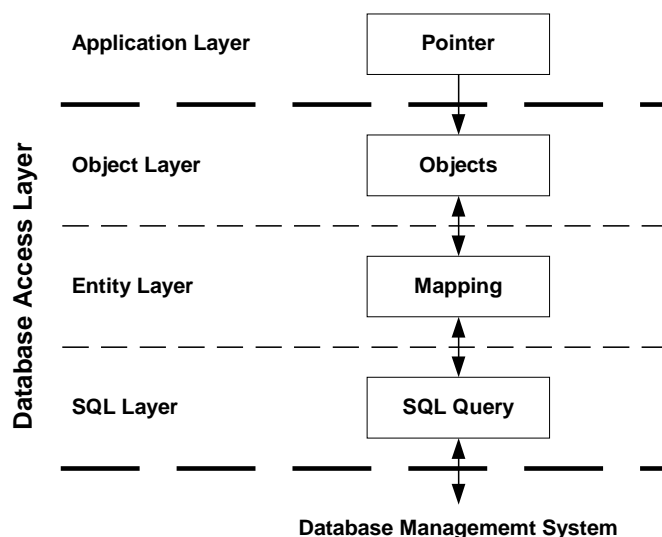 Application Layer
Pointer
Object Layer
Objects
Database Access Layer
Entity Layer
Mapping
SQL Layer
SQL Query
Database Managememt System